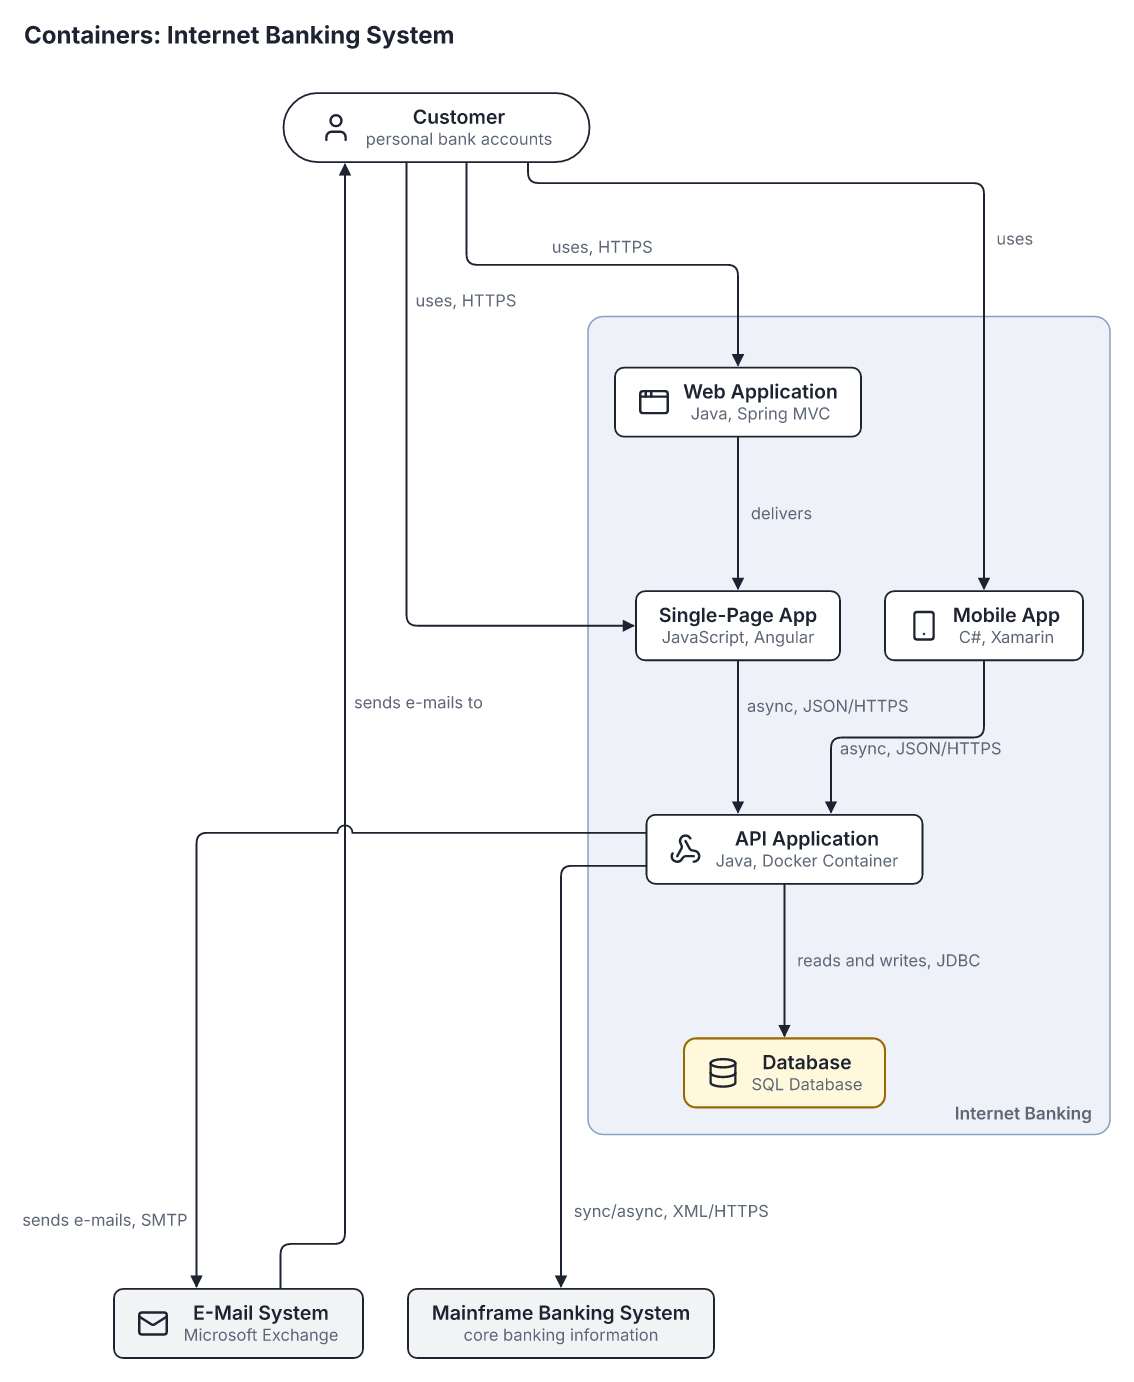 Containers: Internet Banking System
Customer
personal bank accounts
uses
uses, HTTPS
uses, HTTPS
Web Application
Java, Spring MVC
delivers
Single-Page App
JavaScript, Angular
Mobile App
C#, Xamarin
sends e-mails to
async, JSON/HTTPS
async, JSON/HTTPS
API Application
Java, Docker Container
reads and writes, JDBC
Database
SQL Database
Internet Banking
sends e-mails, SMTP
sync/async, XML/HTTPS
E-Mail System
Microsoft Exchange
Mainframe Banking System
core banking information